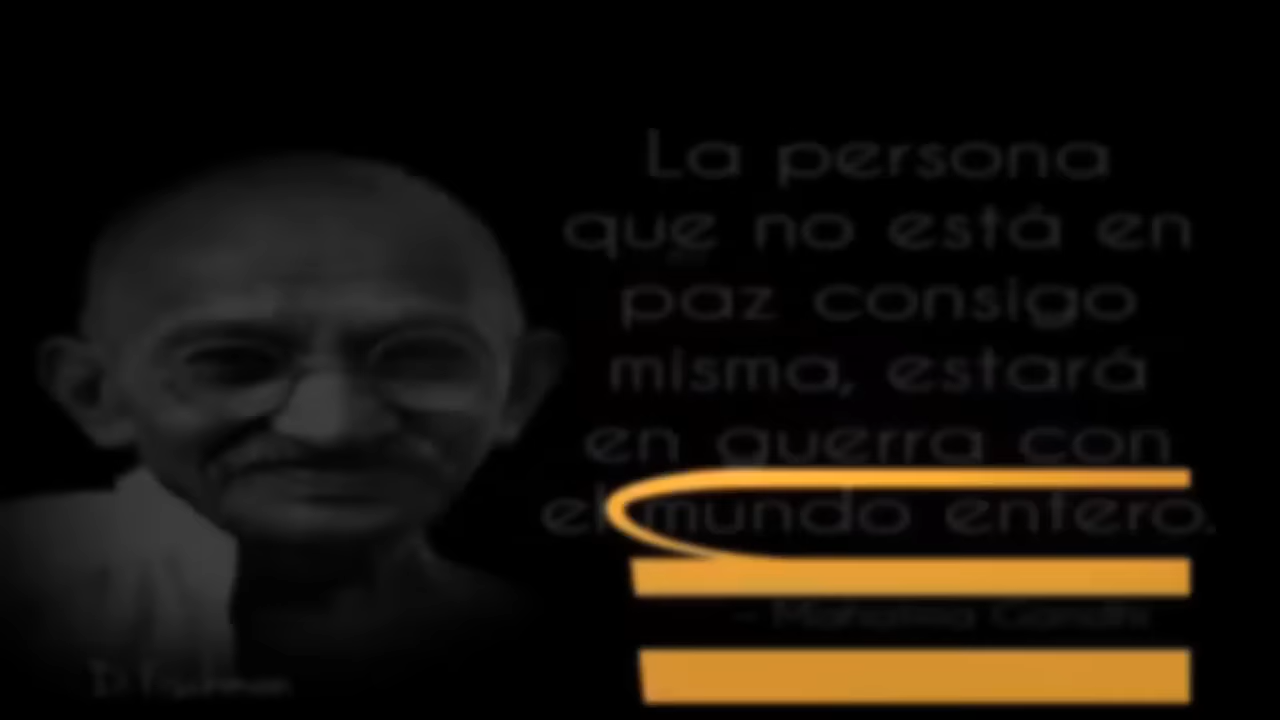 La persona
que no está en
paz consigo
misma, estará
en guerra con
el mundo entero.
- Mahatma Gandhi